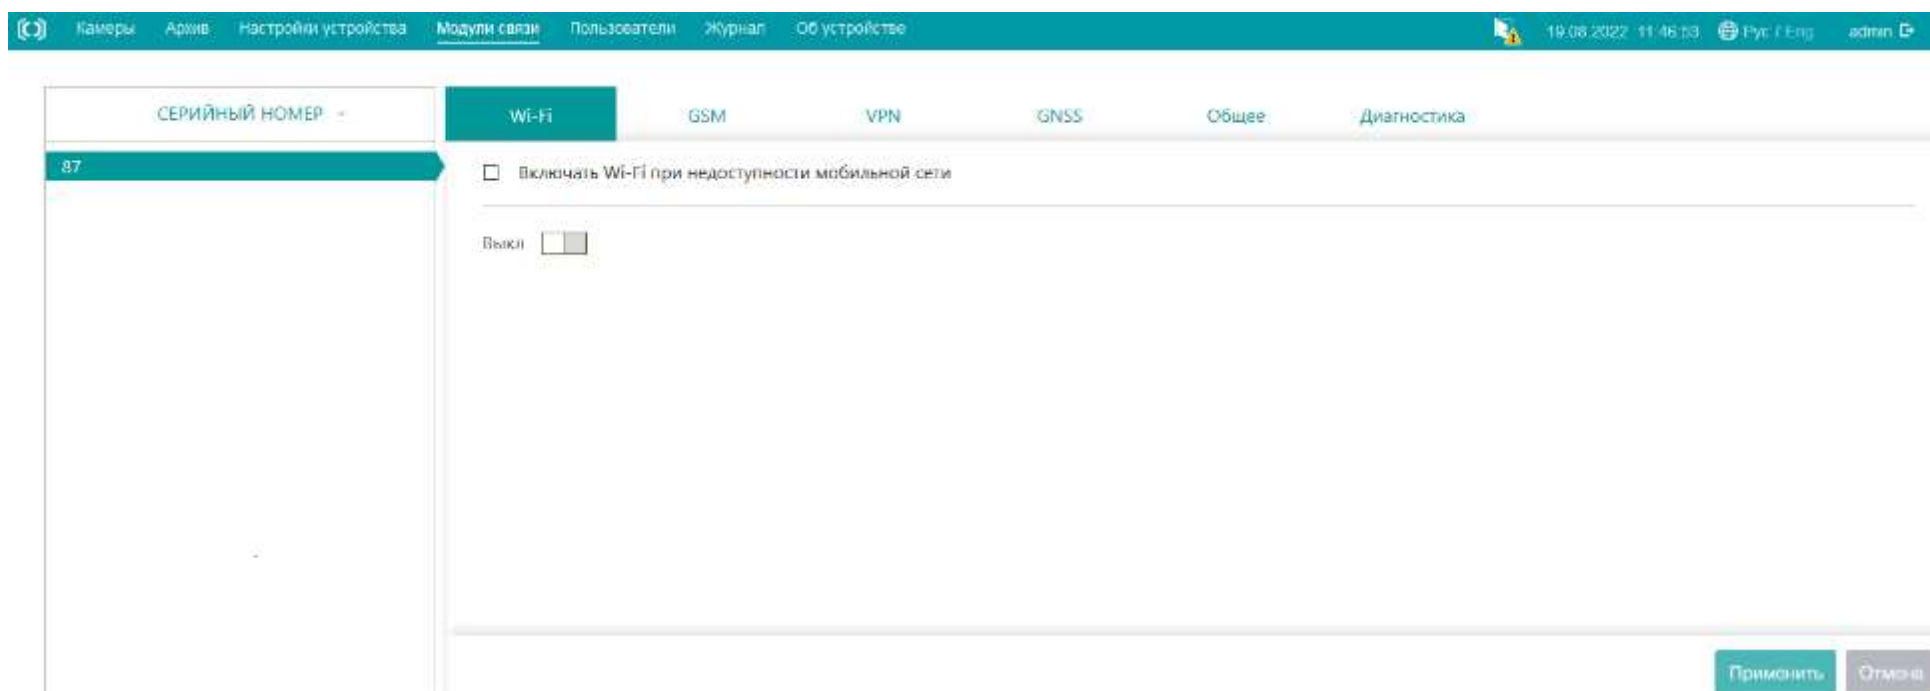 Камеры Архив Настройки устройства Модули связи Пользователи Журнал Об устройстве 19.08.2022 11:46:53 Рус / Eng admin
СЕРИЙНЫЙ НОМЕР Wi-Fi GSM VPN GNSS Общее Диагностика
87
Включать Wi-Fi при недоступности мобильной сети
Выкл
Применить Отмена